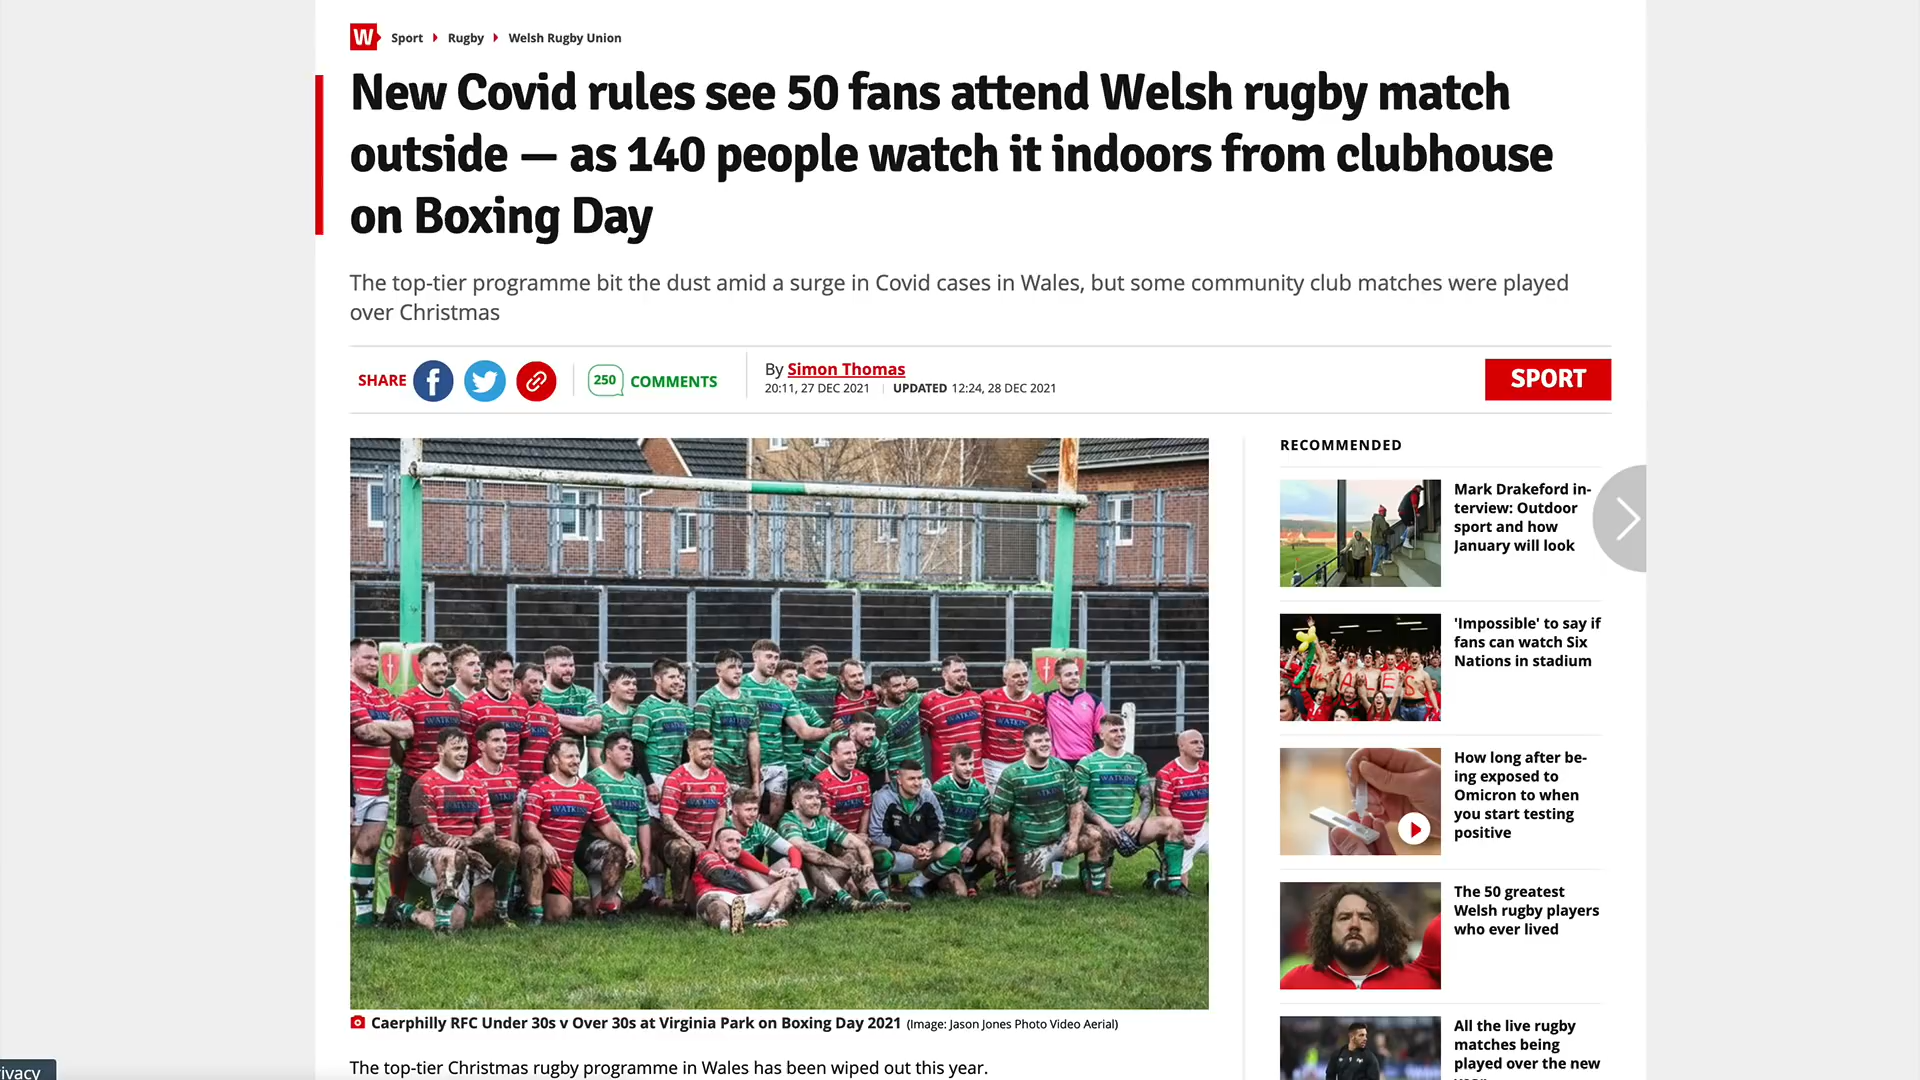 W Sport Rugby Welsh Rugby Union
New Covid rules see 50 fans attend Welsh rugby match
outside — as 140 people watch it indoors from clubhouse
on Boxing Day
The top-tier programme bit the dust amid a surge in Covid cases in Wales, but some community club matches were played
over Christmas
SHARE
250 COMMENTS
By Simon Thomas
20:11, 27 DEC 2021 UPDATED 12:24, 28 DEC 2021
SPORT
WATKINS
Caerphilly RFC Under 30s v Over 30s at Virginia Park on Boxing Day 2021 (Image: Jason Jones Photo Video Aerial)
The top-tier Christmas rugby programme in Wales has been wiped out this year.
RECOMMENDED
Mark Drakeford in-
terview: Outdoor
sport and how
January will look
'Impossible' to say if
fans can watch Six
Nations in stadium
How long after be-
ing exposed to
Omicron to when
you start testing
positive
The 50 greatest
Welsh rugby players
who ever lived
All the live rugby
matches being
played over the new
ivacy